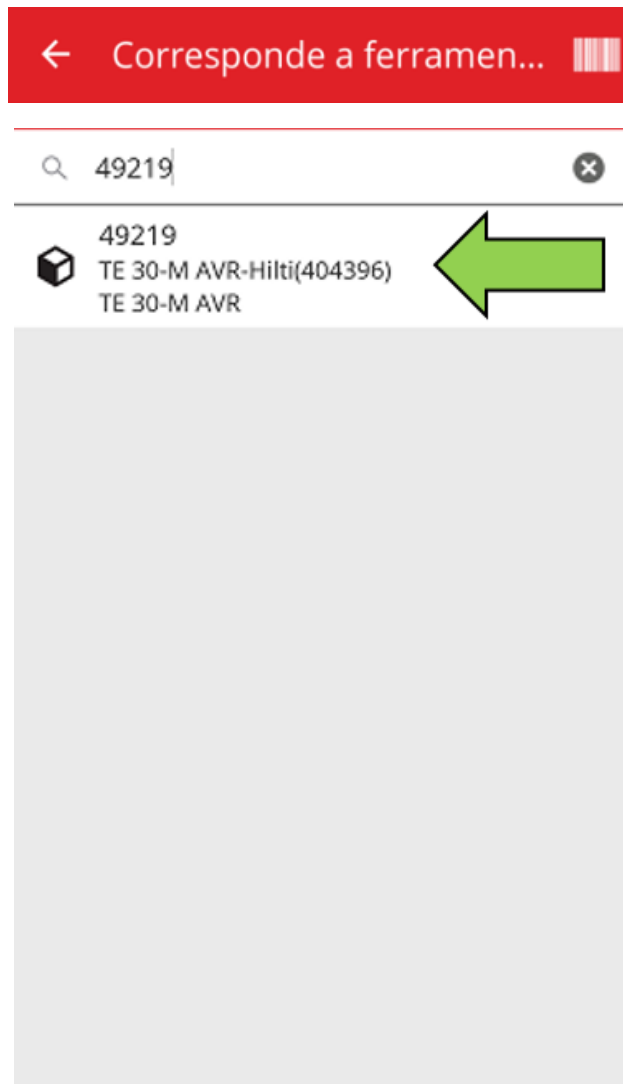 Corresponde a ferramen...
49219
49219
TE 30-M AVR-Hilti(404396)
TE 30-M AVR